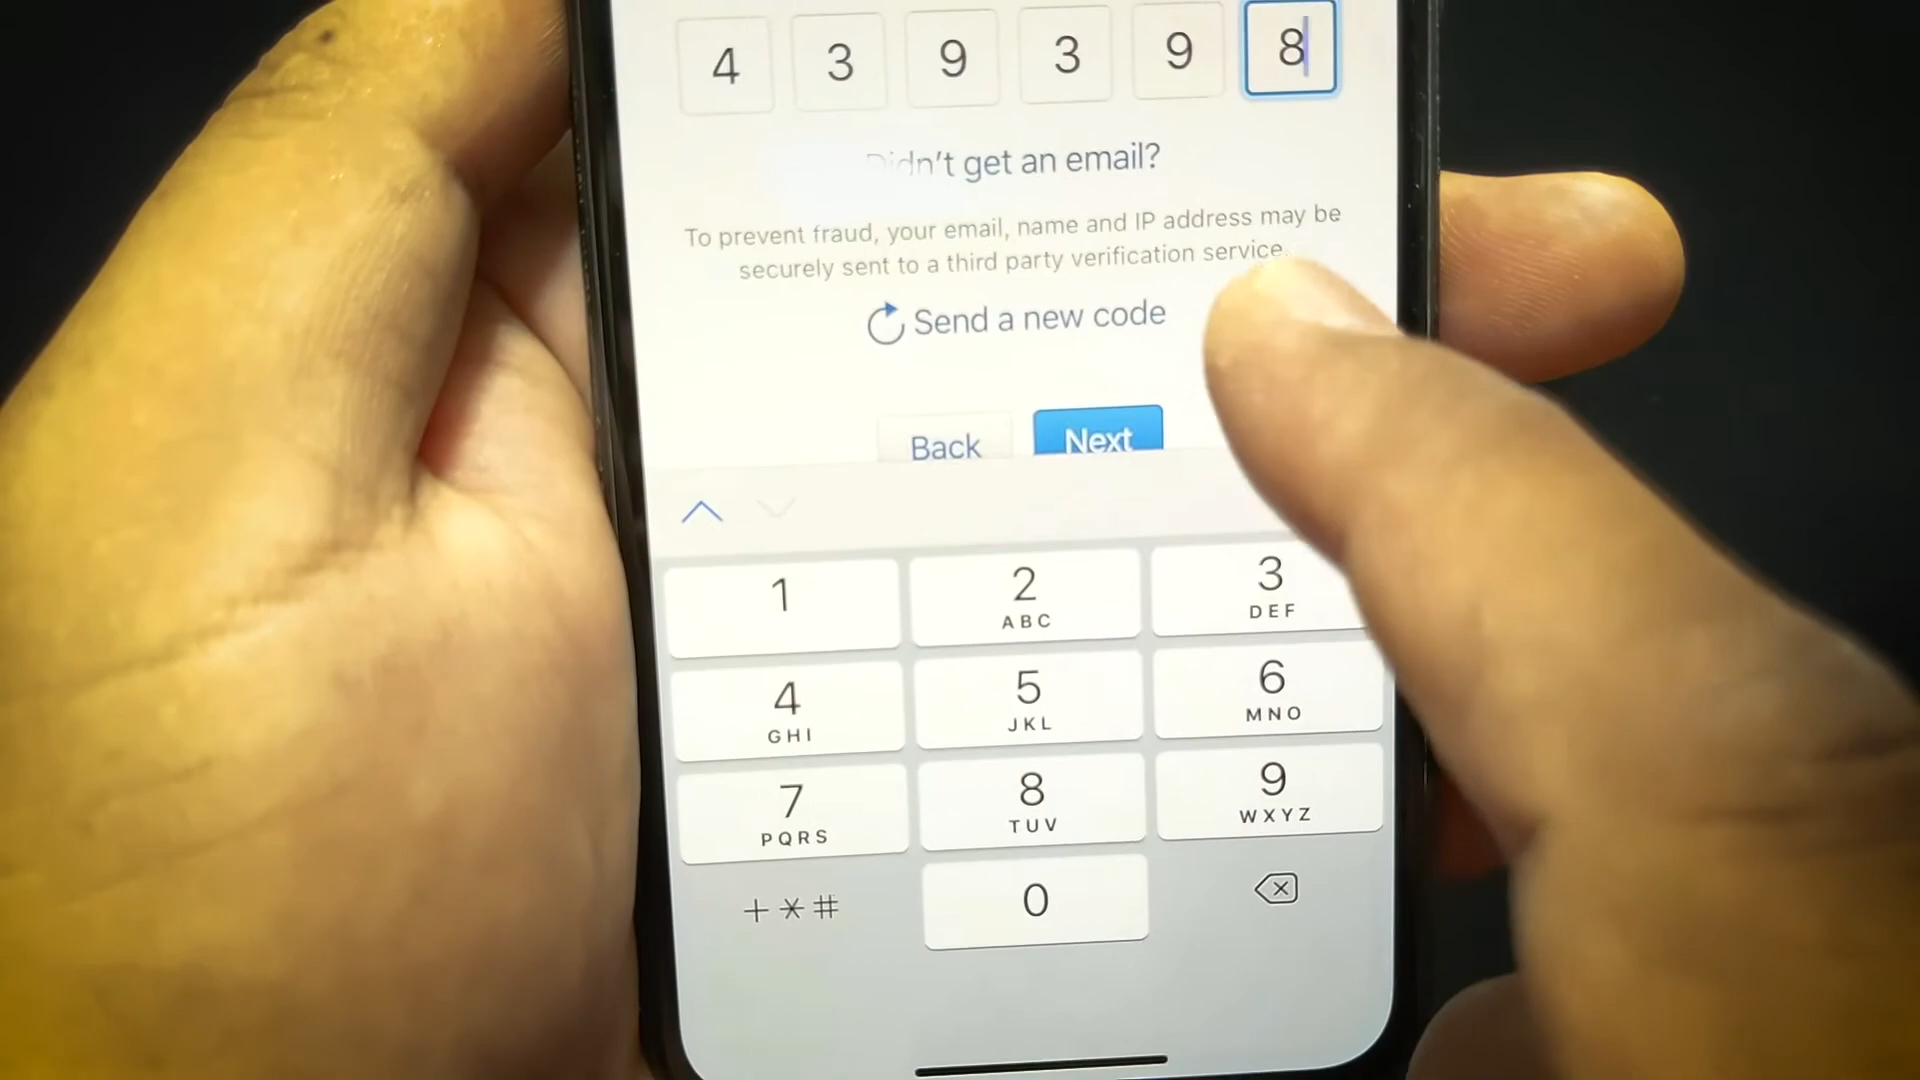 4 3 9 3 9 8
Didn't get an email?
To prevent fraud, your email, name and IP address may be
securely sent to a third party verification service.
Send a new code
Back Next
1 2 3
ABC DEF
4 5 6
GHI JKL MNO
7 8 9
PQRS TUV WXYZ
+*# 0